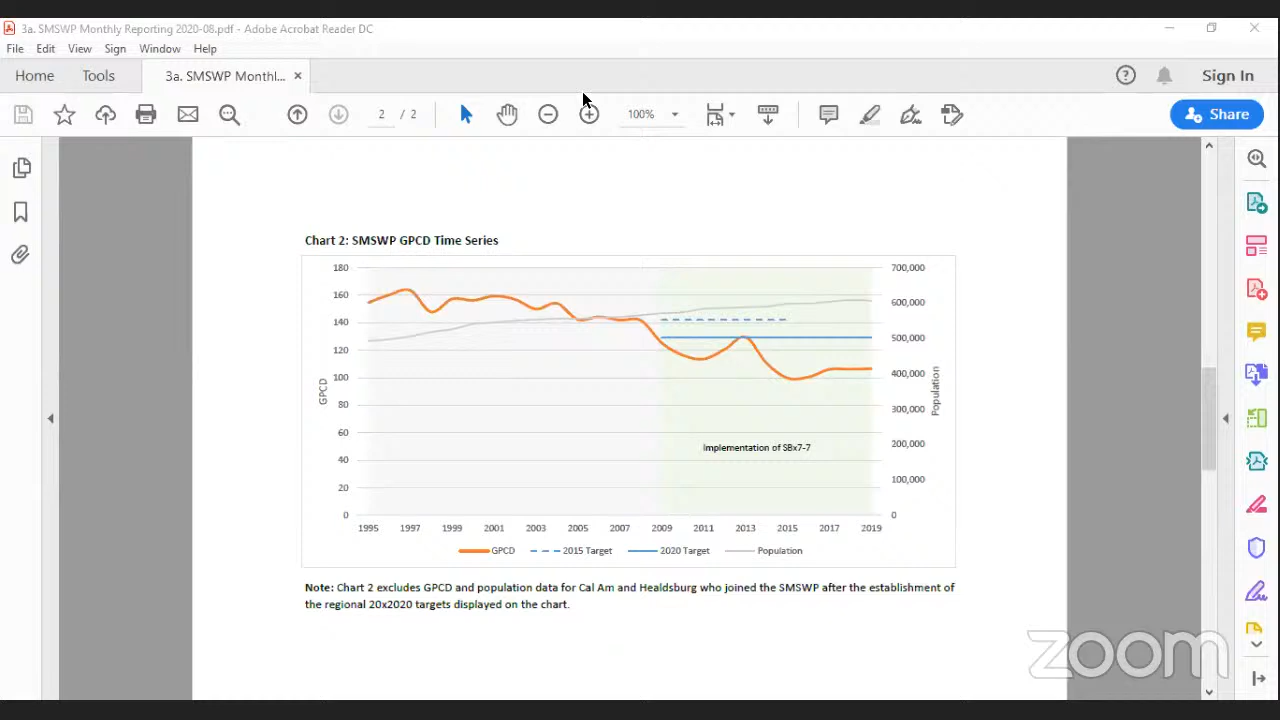 3a. SMSWP Monthly Reporting 2020-08.pdf - Adobe Acrobat Reader DC
File Edit View Sign Window Help
Home Tools 3a. SMSWP Monthl... × Sign In
2 / 2 100% Share
Chart 2: SMSWP GPCD Time Series
180 700,000
160 600,000
140 500,000
120 400,000
100 300,000
80 200,000
60 100,000
40 0
20
0
GPCD
Population
Implementation of SBx7-7
1995 1997 1999 2001 2003 2005 2007 2009 2011 2013 2015 2017 2019
GPCD 2015 Target 2020 Target Population
Note: Chart 2 excludes GPCD and population data for Cal Am and Healdsburg who joined the SMSWP after the establishment of
the regional 20x2020 targets displayed on the chart.
zoom